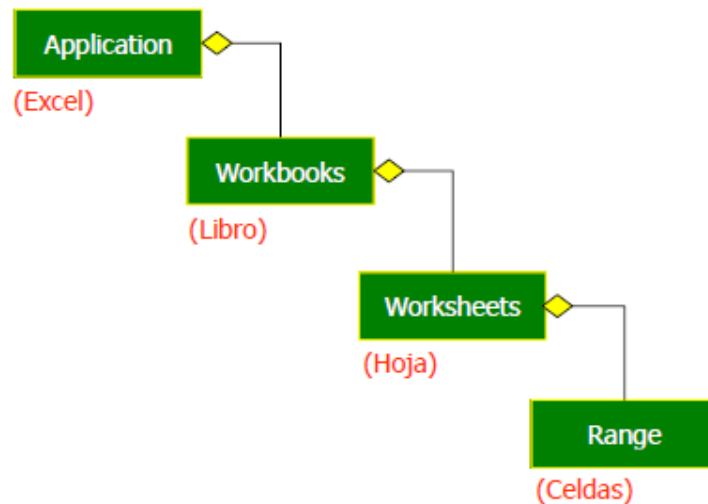 Application
(Excel)
Workbooks
(Libro)
Worksheets
(Hoja)
Range
(Celdas)